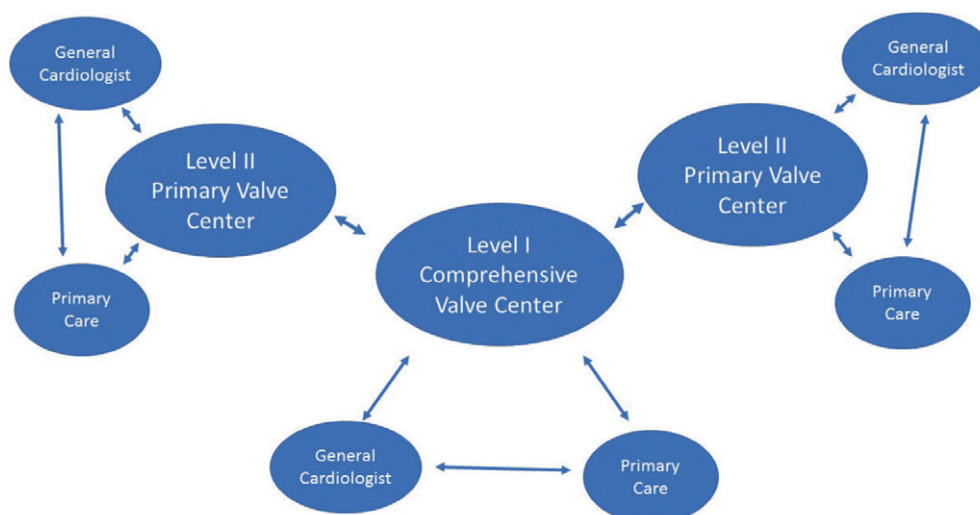 General
Cardiologist
Level II
Primary Valve
Center
Primary
Care
Level I
Comprehensive
Valve Center
General
Cardiologist
Primary
Care
General
Cardiologist
Level II
Primary Valve
Center
Primary
Care